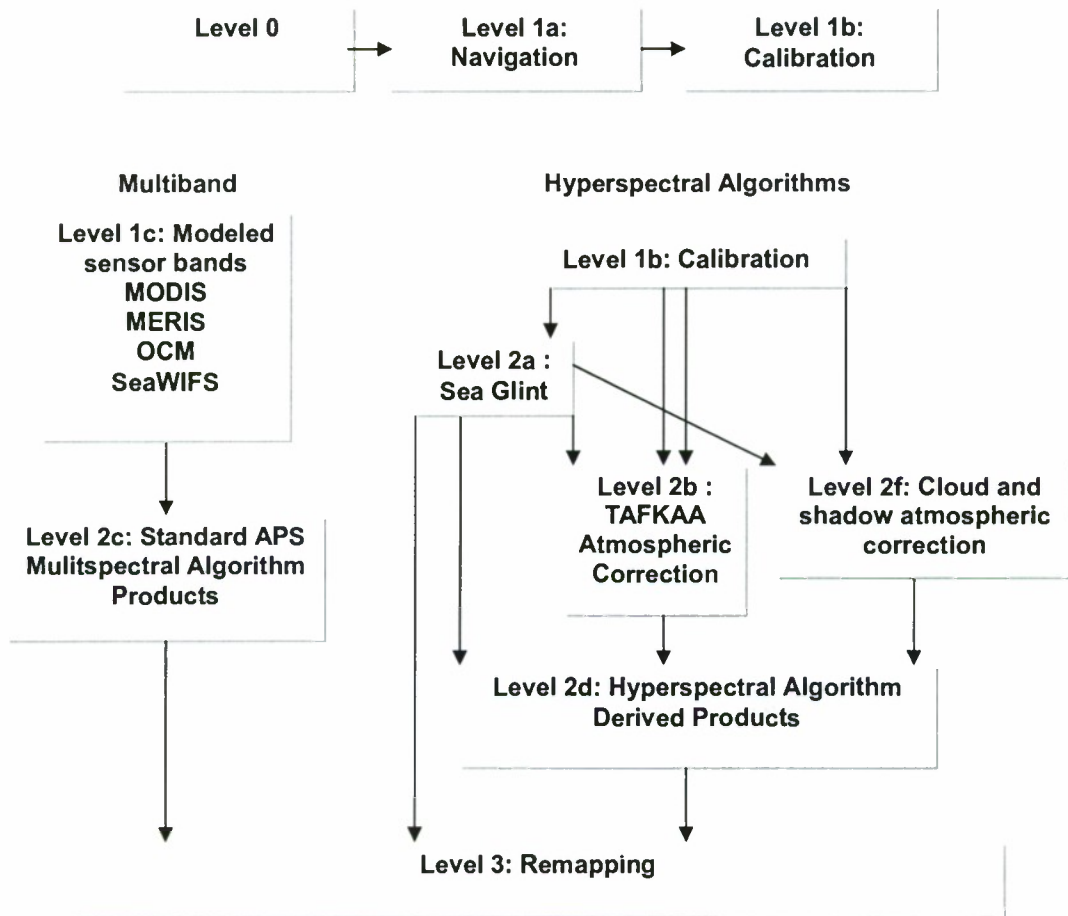 Level 0
Level 1a:
Navigation
Level 1b:
Calibration
Multiband
Hyperspectral Algorithms
Level 1c: Modeled
sensor bands
MODIS
MERIS
OCM
SeaWIFS
Level 1b: Calibration
Level 2a :
Sea Glint
Level 2b :
TAFKAA
Atmospheric
Correction
Level 2f: Cloud and
shadow atmospheric
correction
Level 2c: Standard APS
Mulitspectral Algorithm
Products
Level 2d: Hyperspectral Algorithm
Derived Products
Level 3: Remapping